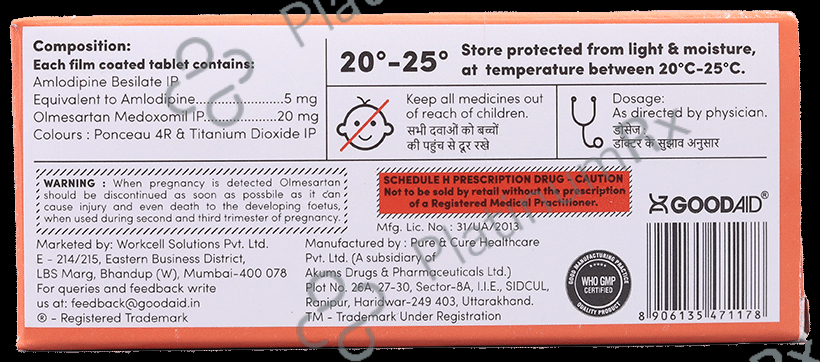 Composition:
Each film coated tablet contains:
Amlodipine Besilate IP
Equivalent to Amlodipine.......................5 mg
Olmesartan Medoxomil IP..................20 mg
Colours : Ponceau 4R & Titanium Dioxide IP
20°-25°
Store protected from light & moisture,
at temperature between 20°C-25°C.
Keep all medicines out
of reach of children.
सभी दवाओं को बच्चों
की पहुंच से दूर रखे
Dosage:
As directed by physician.
डोसेज:
डॉक्टर के सुझाव अनुसार
WARNING : When pregnancy is detected Olmesartan
should be discontinued as soon as possbile as it can
cause injury and even death to the developing foetus,
when used during second and third trimester of pregnancy.
SCHEDULE H PRESCRIPTION DRUG - CAUTION
Not to be sold by retail without the prescription
of a Registered Medical Practitioner.
GOODAID®
Marketed by: Workcell Solutions Pvt. Ltd.
E - 214/215, Eastern Business District,
LBS Marg, Bhandup (W), Mumbai-400 078
For queries and feedback write
us at: feedback@goodaid.in
® - Registered Trademark
Mfg. Lic. No. : 31/UA/2013
Manufactured by : Pure & Cure Healthcare
Pvt. Ltd. (A subsidiary of
Akums Drugs & Pharmaceuticals Ltd.)
Plot No. 26A, 27-30, Sector-8A, I.I.E., SIDCUL,
Ranipur, Haridwar-249 403, Uttarakhand.
TM - Trademark Under Registration
GOOD MANUFACTURING PRACTICE
WHO GMP
CERTIFIED
QUALITY PRODUCT
8 906135 471178
PlatinumRx
PlatinumRx